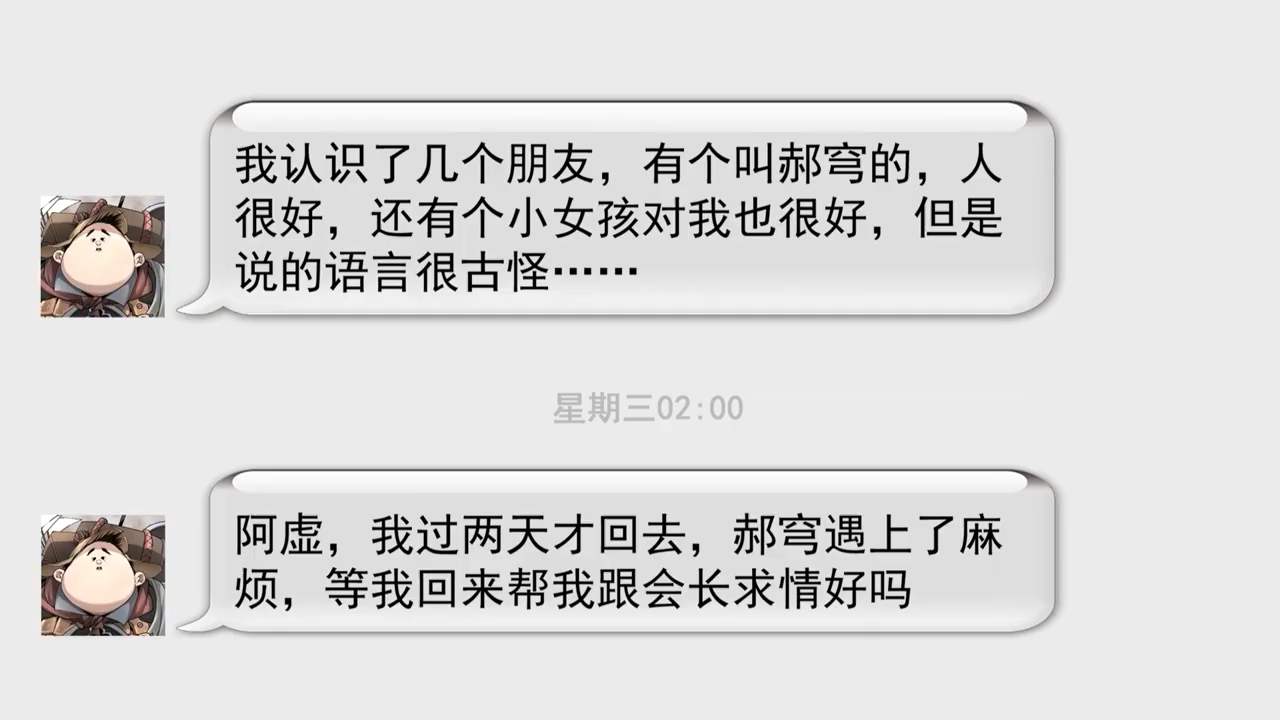 我认识了几个朋友，有个叫郝穹的，人
很好，还有个小女孩对我也很好，但是
说的语言很古怪……
星期三02:00
阿虚，我过两天才回去，郝穹遇上了麻
烦，等我回来帮我跟会长求情好吗